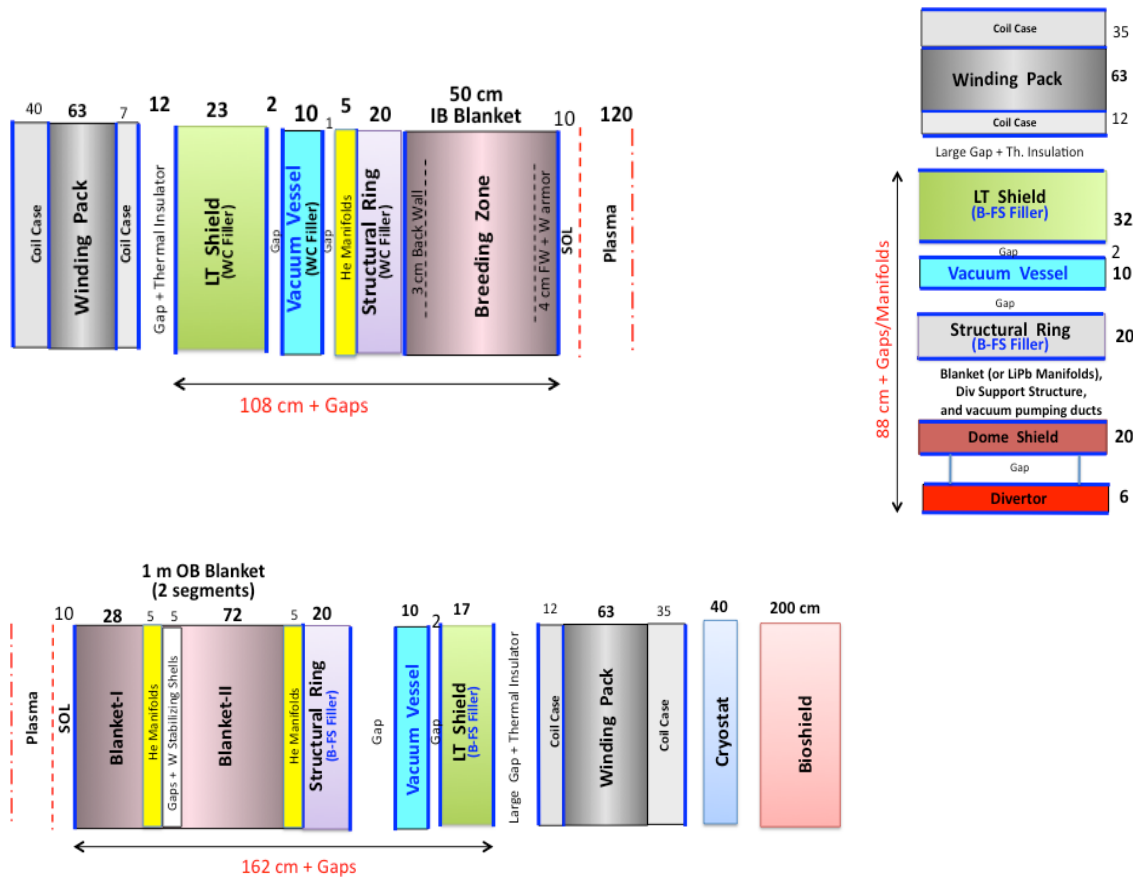 50 cm
IB Blanket
40 63 7 12 23 2 10 1 5 20 10 120
Coil Case
Winding Pack
Coil Case
Gap + Thermal Insulator
LT Shield
(WC Filler)
Gap
Vacuum Vessel
(WC Filler)
Gap
He Manifolds
Structural Ring
(WC Filler)
3 cm Back Wall
Breeding Zone
4 cm FW + W armor
SOL
Plasma
108 cm + Gaps
Coil Case 35
Winding Pack 63
Coil Case 12
Large Gap + Th. Insulation
LT Shield
(B-FS Filler)
32
Gap 2
Vacuum Vessel 10
Gap
Structural Ring
(B-FS Filler)
20
Blanket (or LiPb Manifolds),
Div Support Structure,
and vacuum pumping ducts
Dome Shield 20
Gap
Divertor 6
88 cm + Gaps/Manifolds
1 m OB Blanket
(2 segments)
10 28 5 5 72 5 20 10 2 17 12 63 35 40 200 cm
Plasma
SOL
Blanket-I
He Manifolds
Gaps + W Stabilizing Shells
Blanket-II
He Manifolds
Structural Ring
(B-FS Filler)
Gap
Vacuum Vessel
Gap
LT Shield
(B-FS Filler)
Large Gap + Thermal Insulator
Coil Case
Winding Pack
Coil Case
Cryostat
Bioshield
162 cm + Gaps